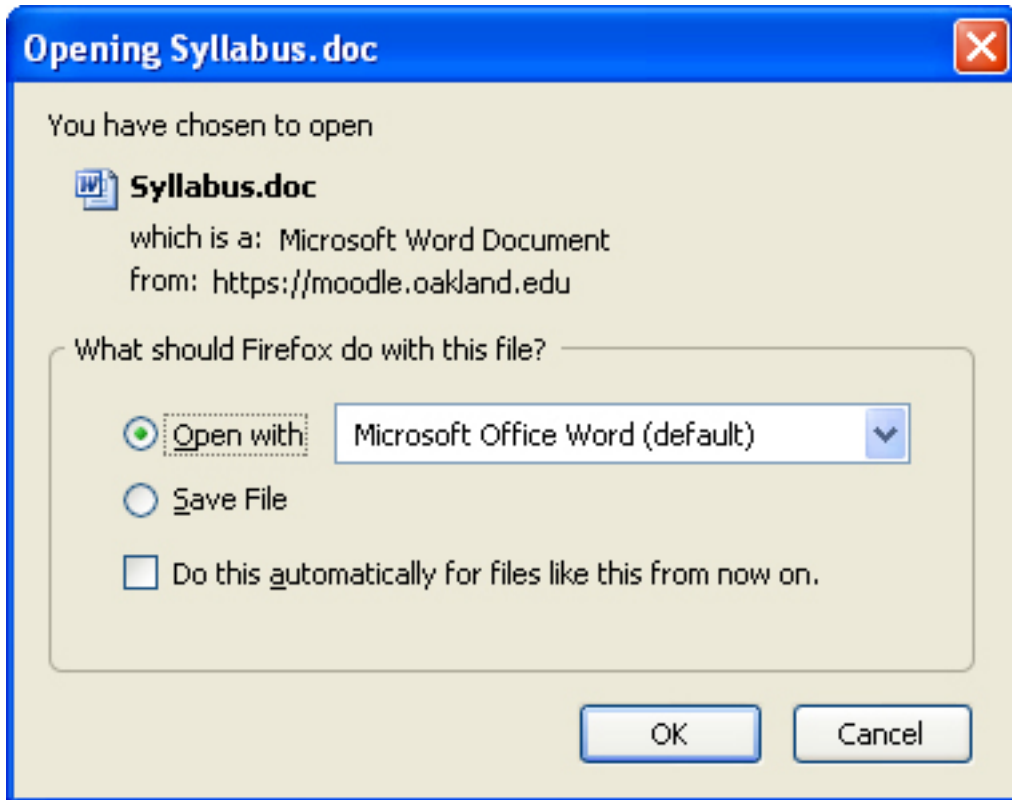 Opening Syllabus.doc
You have chosen to open
Syllabus.doc
which is a: Microsoft Word Document
from: https://moodle.oakland.edu
What should Firefox do with this file?
Open with Microsoft Office Word (default)
Save File
Do this automatically for files like this from now on.
OK Cancel